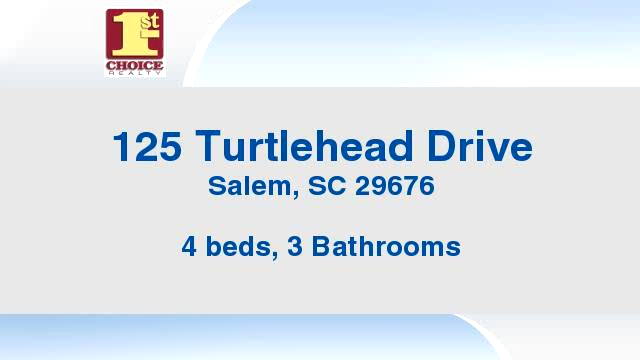 1st
CHOICE
REALTY
125 Turtlehead Drive
Salem, SC 29676
4 beds, 3 Bathrooms